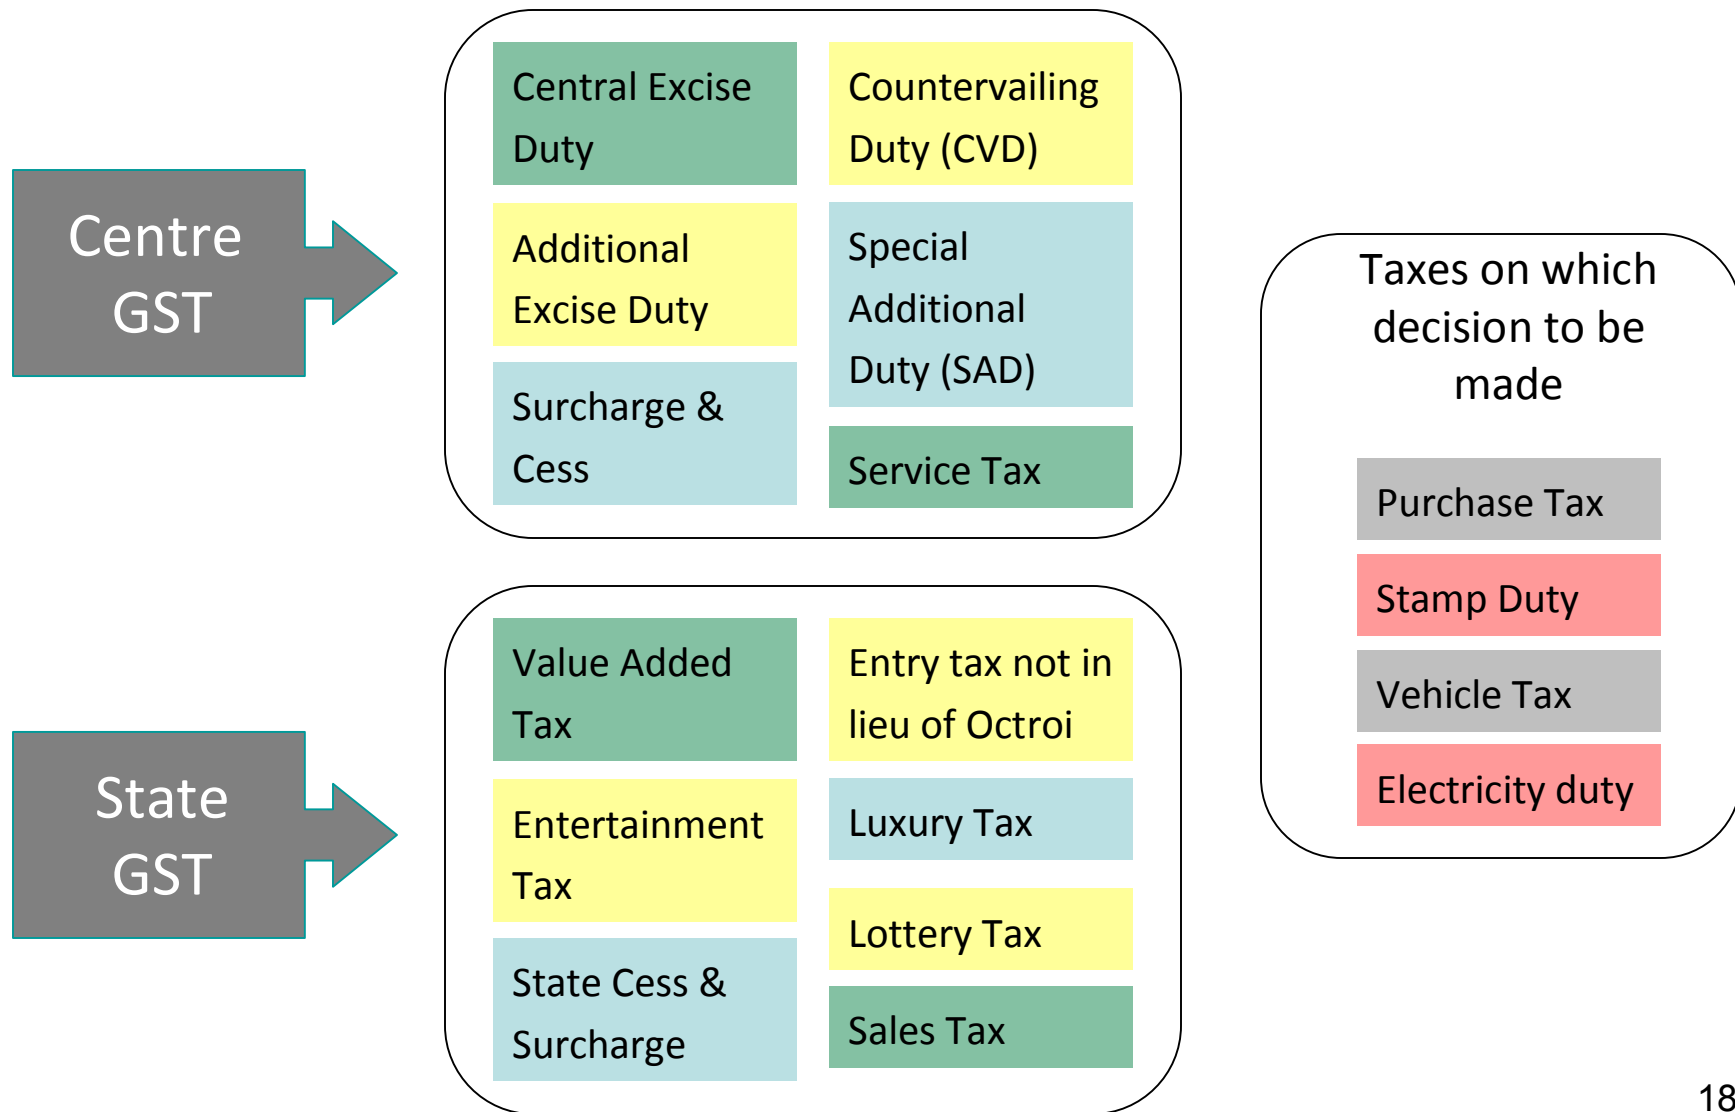 Centre
GST
Central Excise
Duty
Additional
Excise Duty
Surcharge &
Cess
Countervailing
Duty (CVD)
Special
Additional
Duty (SAD)
Service Tax
State
GST
Value Added
Tax
Entertainment
Tax
State Cess &
Surcharge
Entry tax not in
lieu of Octroi
Luxury Tax
Lottery Tax
Sales Tax
Taxes on which
decision to be
made
Purchase Tax
Stamp Duty
Vehicle Tax
Electricity duty
18